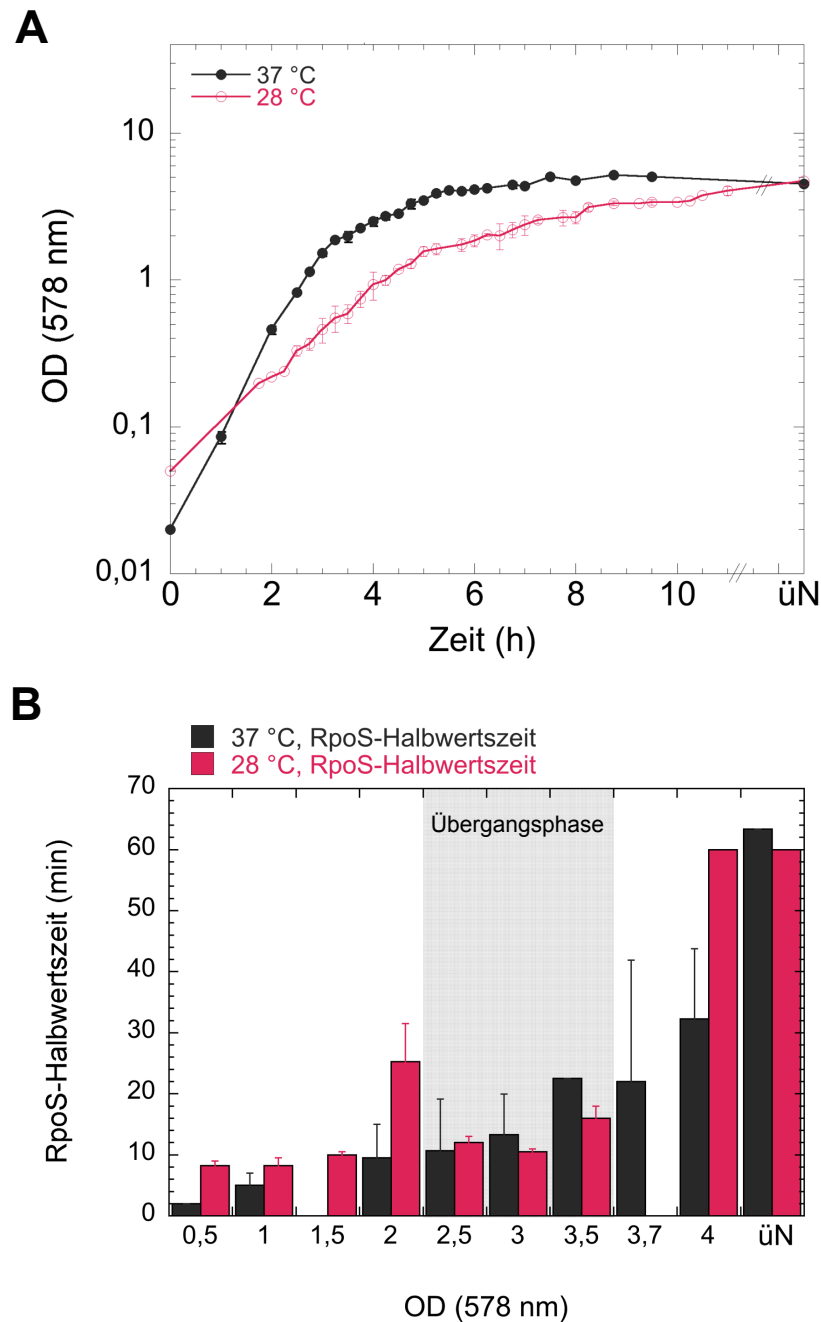 A
37 °C
28 °C
10
1
0,1
0,01
OD (578 nm)
0 2 4 6 8 10 üN
Zeit (h)
B
37 °C, RpoS-Halbwertszeit
28 °C, RpoS-Halbwertszeit
70
60
50
40
30
20
10
0
Übergangsphase
RpoS-Halbwertszeit (min)
0,5 1 1,5 2 2,5 3 3,5 3,7 4 üN
OD (578 nm)